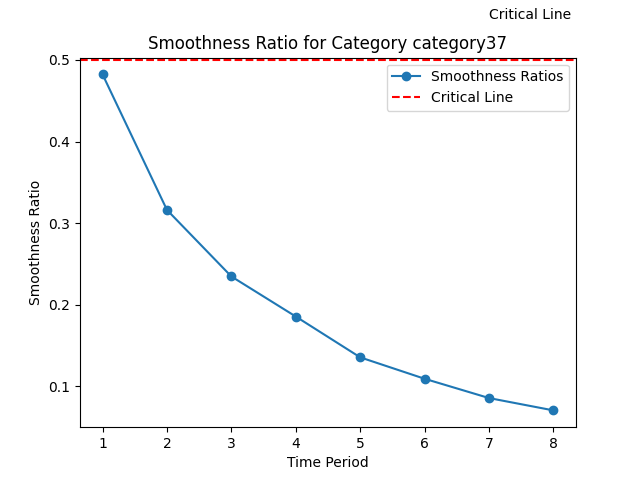 Critical Line
Smoothness Ratio for Category category37
Smoothness Ratios
Critical Line
Smoothness Ratio
0.5
0.4
0.3
0.2
0.1
1 2 3 4 5 6 7 8
Time Period